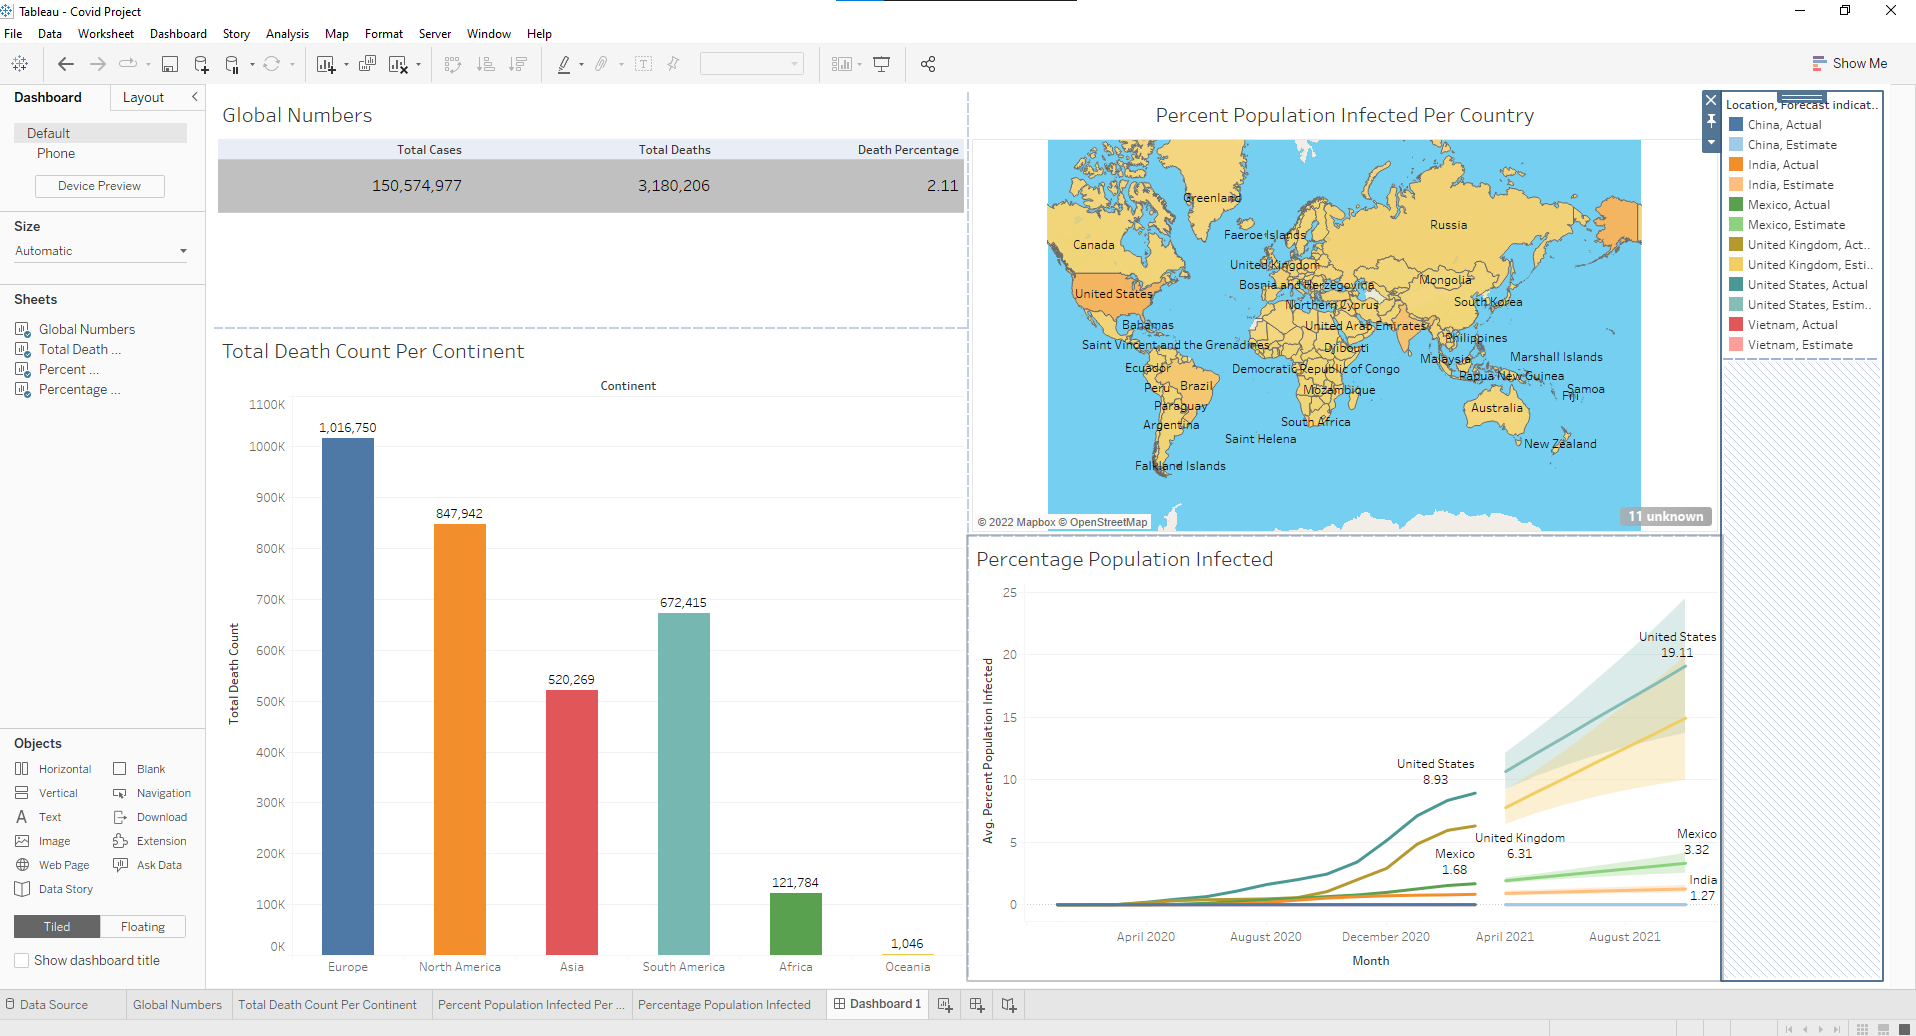 Tableau - Covid Project
File Data Worksheet Dashboard Story Analysis Map Format Server Window Help
Show Me
Dashboard Layout
Default
Phone
Device Preview
Size
Automatic
Sheets
Global Numbers
Total Death ...
Percent ...
Percentage ...
Objects
Horizontal Blank
Vertical Navigation
Text Download
Image Extension
Web Page Ask Data
Data Story
Tiled Floating
Show dashboard title
Global Numbers
Total Cases Total Deaths Death Percentage
150,574,977 3,180,206 2.11
Total Death Count Per Continent
Continent
Total Death Count
1100K
1000K
900K
800K
700K
600K
500K
400K
300K
200K
100K
0K
1,016,750
847,942
520,269
672,415
121,784
1,046
Europe North America Asia South America Africa Oceania
Percent Population Infected Per Country
Greenland
Russia
Faeroe Islands
Canada
United Kingdom
Bosnia and Herzegovina
Mongolia
United States
South Korea
Northern Cyprus
Bahamas
United Arab Emirates
Philippines
Saint Vincent and the Grenadines
Djibouti
Malaysia
Marshall Islands
Ecuador
Democratic Republic of Congo
Papua New Guinea
Peru
Brazil
Mozambique
Samoa
Fiji
Paraguay
Australia
Argentina
South Africa
Saint Helena
New Zealand
Falkland Islands
© 2022 Mapbox © OpenStreetMap
11 unknown
Percentage Population Infected
Avg. Percent Population Infected
25
20
15
10
5
0
United States
19.11
United States
8.93
United Kingdom
6.31
Mexico
1.68
Mexico
3.32
India
1.27
April 2020 August 2020 December 2020 April 2021 August 2021
Month
Location, Forecast indicat..
China, Actual
China, Estimate
India, Actual
India, Estimate
Mexico, Actual
Mexico, Estimate
United Kingdom, Act..
United Kingdom, Esti..
United States, Actual
United States, Estim..
Vietnam, Actual
Vietnam, Estimate
Data Source Global Numbers Total Death Count Per Continent Percent Population Infected Per ... Percentage Population Infected Dashboard 1